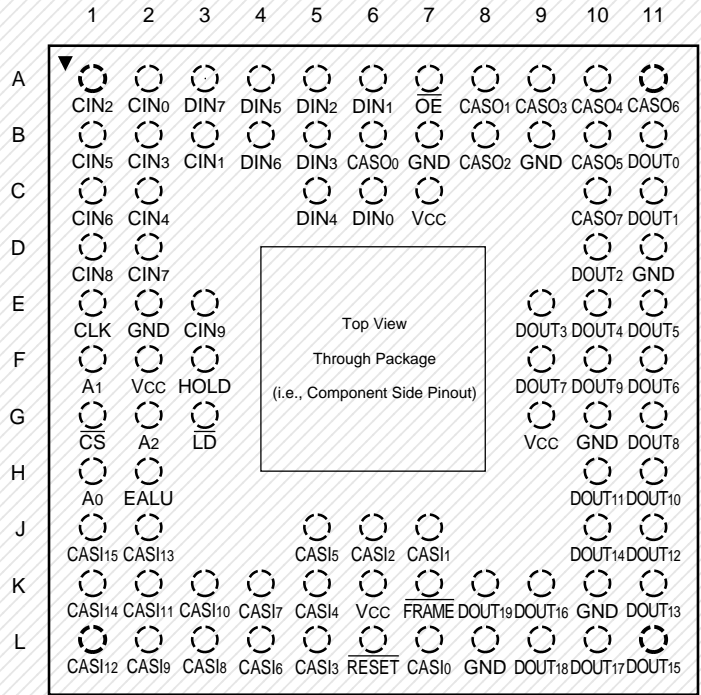 1 2 3 4 5 6 7 8 9 10 11
A
CIN2 CIN0 DIN7 DIN5 DIN2 DIN1 OE CASO1 CASO3 CASO4 CASO6
B
CIN5 CIN3 CIN1 DIN6 DIN3 CASO0 GND CASO2 GND CASO5 DOUT0
C
CIN6 CIN4 DIN4 DIN0 VCC CASO7 DOUT1
D
CIN8 CIN7 DOUT2 GND
E
CLK GND CIN9 DOUT3 DOUT4 DOUT5
Top View
Through Package
(i.e., Component Side Pinout)
F
A1 VCC HOLD DOUT7 DOUT9 DOUT6
G
CS A2 LD VCC GND DOUT8
H
A0 EALU DOUT11 DOUT10
J
CASI15 CASI13 CASI5 CASI2 CASI1 DOUT14 DOUT12
K
CASI14 CASI11 CASI10 CASI7 CASI4 VCC FRAME DOUT19 DOUT16 GND DOUT13
L
CASI12 CASI9 CASI8 CASI6 CASI3 RESET CASI0 GND DOUT18 DOUT17 DOUT15